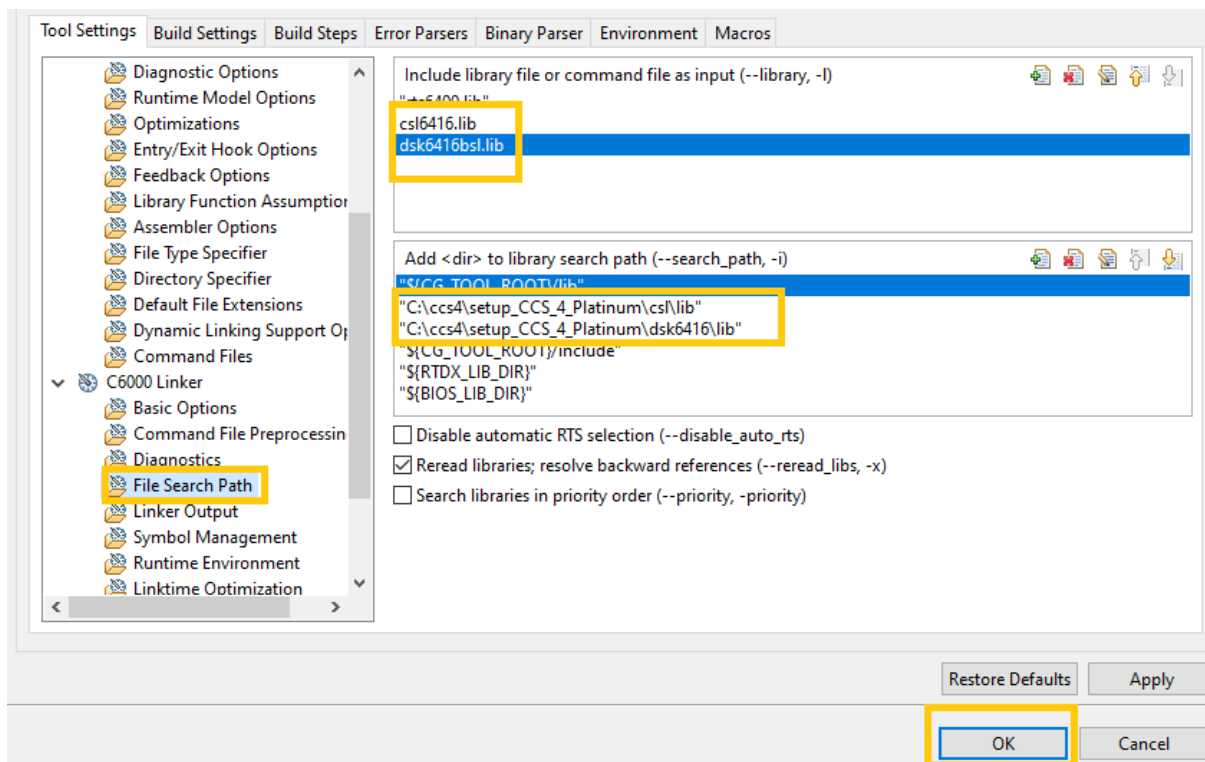 Tool Settings Build Settings Build Steps Error Parsers Binary Parser Environment Macros
Diagnostic Options
Runtime Model Options
Optimizations
Entry/Exit Hook Options
Feedback Options
Library Function Assumption
Assembler Options
File Type Specifier
Directory Specifier
Default File Extensions
Dynamic Linking Support Op
Command Files
C6000 Linker
Basic Options
Command File Preprocessin
Diagnostics
File Search Path
Linker Output
Symbol Management
Runtime Environment
Linktime Optimization
Include library file or command file as input (--library, -l)
"rts6400.lib"
csl6416.lib
dsk6416bsl.lib
Add <dir> to library search path (--search_path, -i)
"${CG_TOOL_ROOT}/lib"
"C:\ccs4\setup_CCS_4_Platinum\csl\lib"
"C:\ccs4\setup_CCS_4_Platinum\dsk6416\lib"
"${CG_TOOL_ROOT}/include"
"${RTDX_LIB_DIR}"
"${BIOS_LIB_DIR}"
Disable automatic RTS selection (--disable_auto_rts)
Reread libraries; resolve backward references (--reread_libs, -x)
Search libraries in priority order (--priority, -priority)
Restore Defaults Apply
OK Cancel